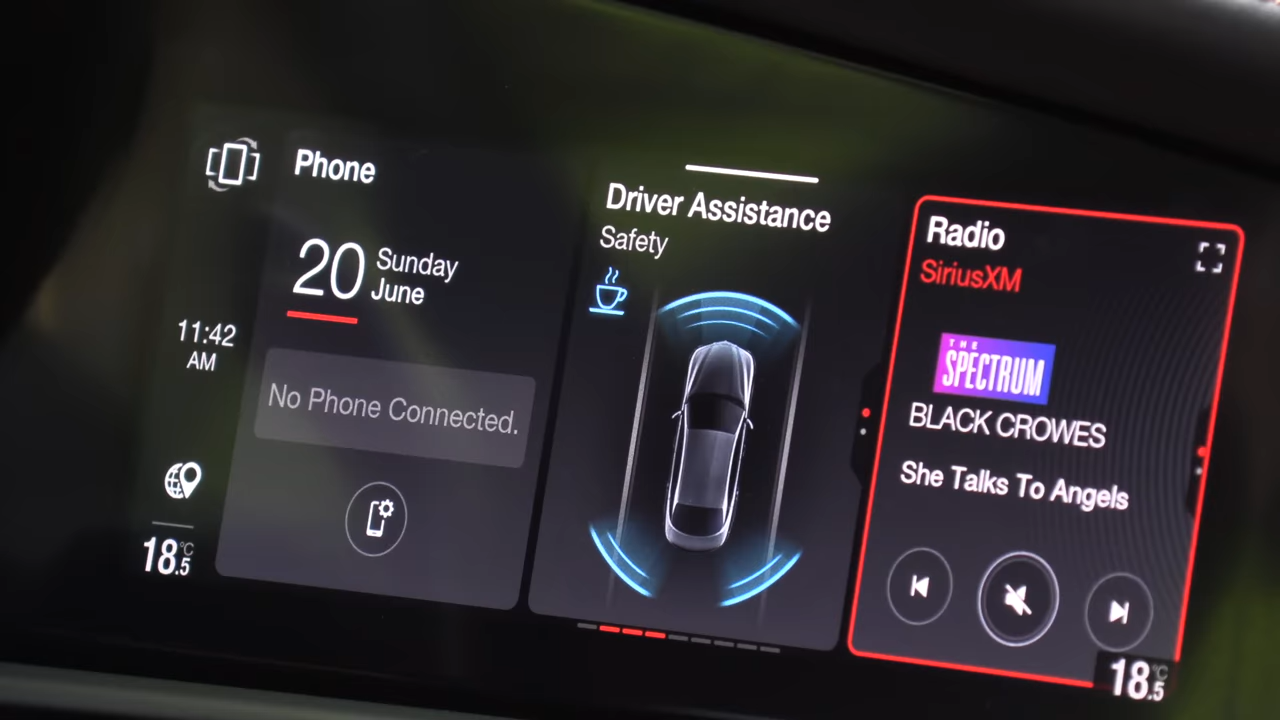 Phone
20
Sunday
June
11:42
AM
No Phone Connected.
18.5 °C
Driver Assistance
Safety
Radio
SiriusXM
THE
SPECTRUM
BLACK CROWES
She Talks To Angels
18.5 °C